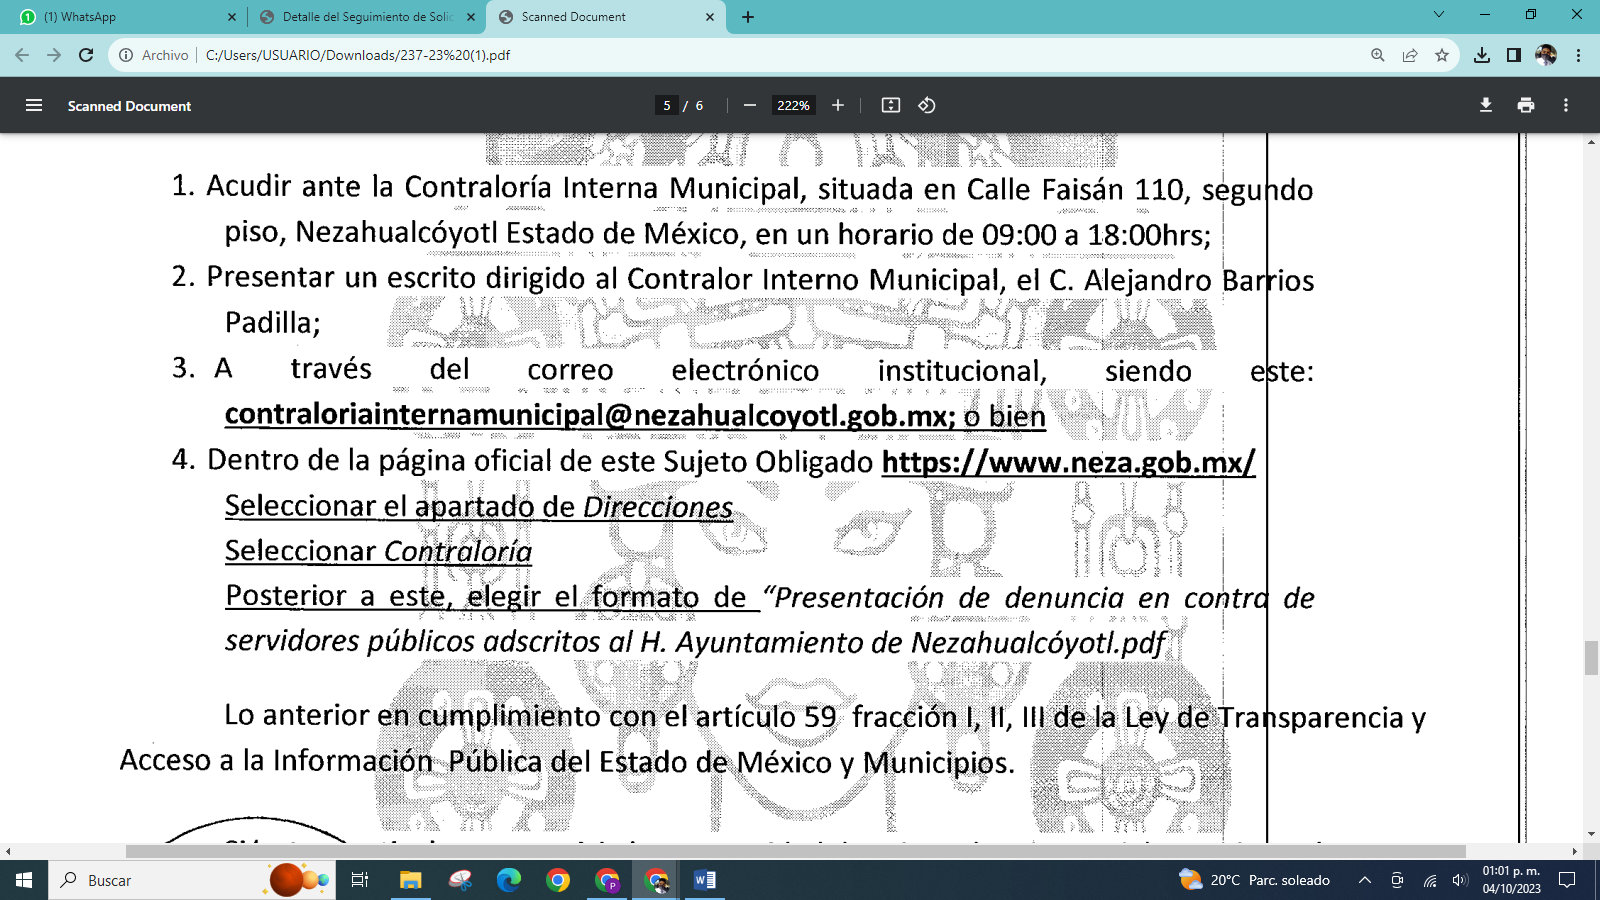 (1) WhatsApp
Detalle del Seguimiento de Solic
Scanned Document
Archivo
C:/Users/USUARIO/Downloads/237-23%20(1).pdf
Scanned Document
5 / 6
222%
1. Acudir ante la Contraloría Interna Municipal, situada en Calle Faisán 110, segundo
piso, Nezahualcóyotl Estado de México, en un horario de 09:00 a 18:00hrs;
2. Presentar un escrito dirigido al Contralor Interno Municipal, el C. Alejandro Barrios
Padilla;
3. A través del correo electrónico institucional, siendo este:
contraloriainternamunicipal@nezahualcoyotl.gob.mx; o bien
4. Dentro de la página oficial de este Sujeto Obligado https://www.neza.gob.mx/
Seleccionar el apartado de Direcciones
Seleccionar Contraloría
Posterior a este, elegir el formato de “Presentación de denuncia en contra de
servidores públicos adscritos al H. Ayuntamiento de Nezahualcóyotl.pdf
Lo anterior en cumplimiento con el artículo 59 fracción I, II, III de la Ley de Transparencia y
Acceso a la Información Pública del Estado de México y Municipios.
Buscar
20°C Parc. soleado
01:01 p. m.
04/10/2023